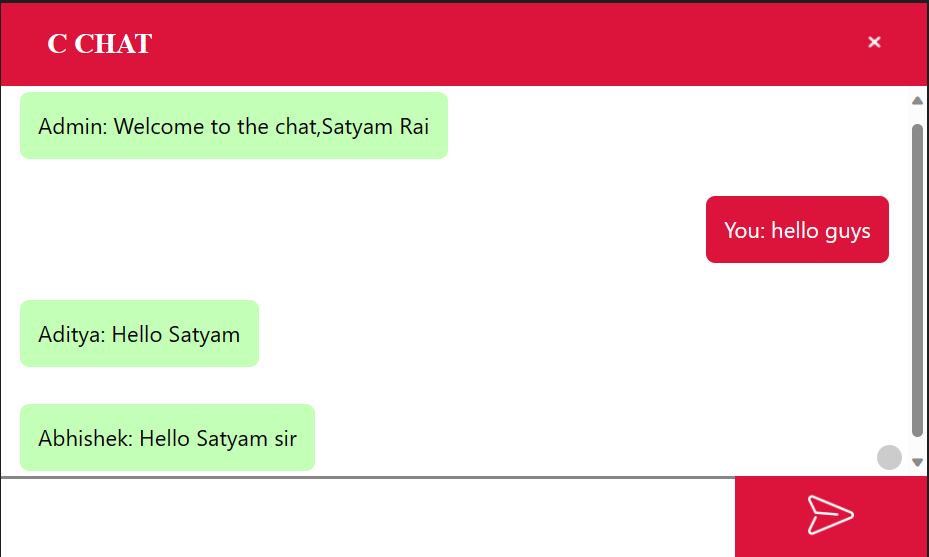 C CHAT
Admin: Welcome to the chat,Satyam Rai
You: hello guys
Aditya: Hello Satyam
Abhishek: Hello Satyam sir